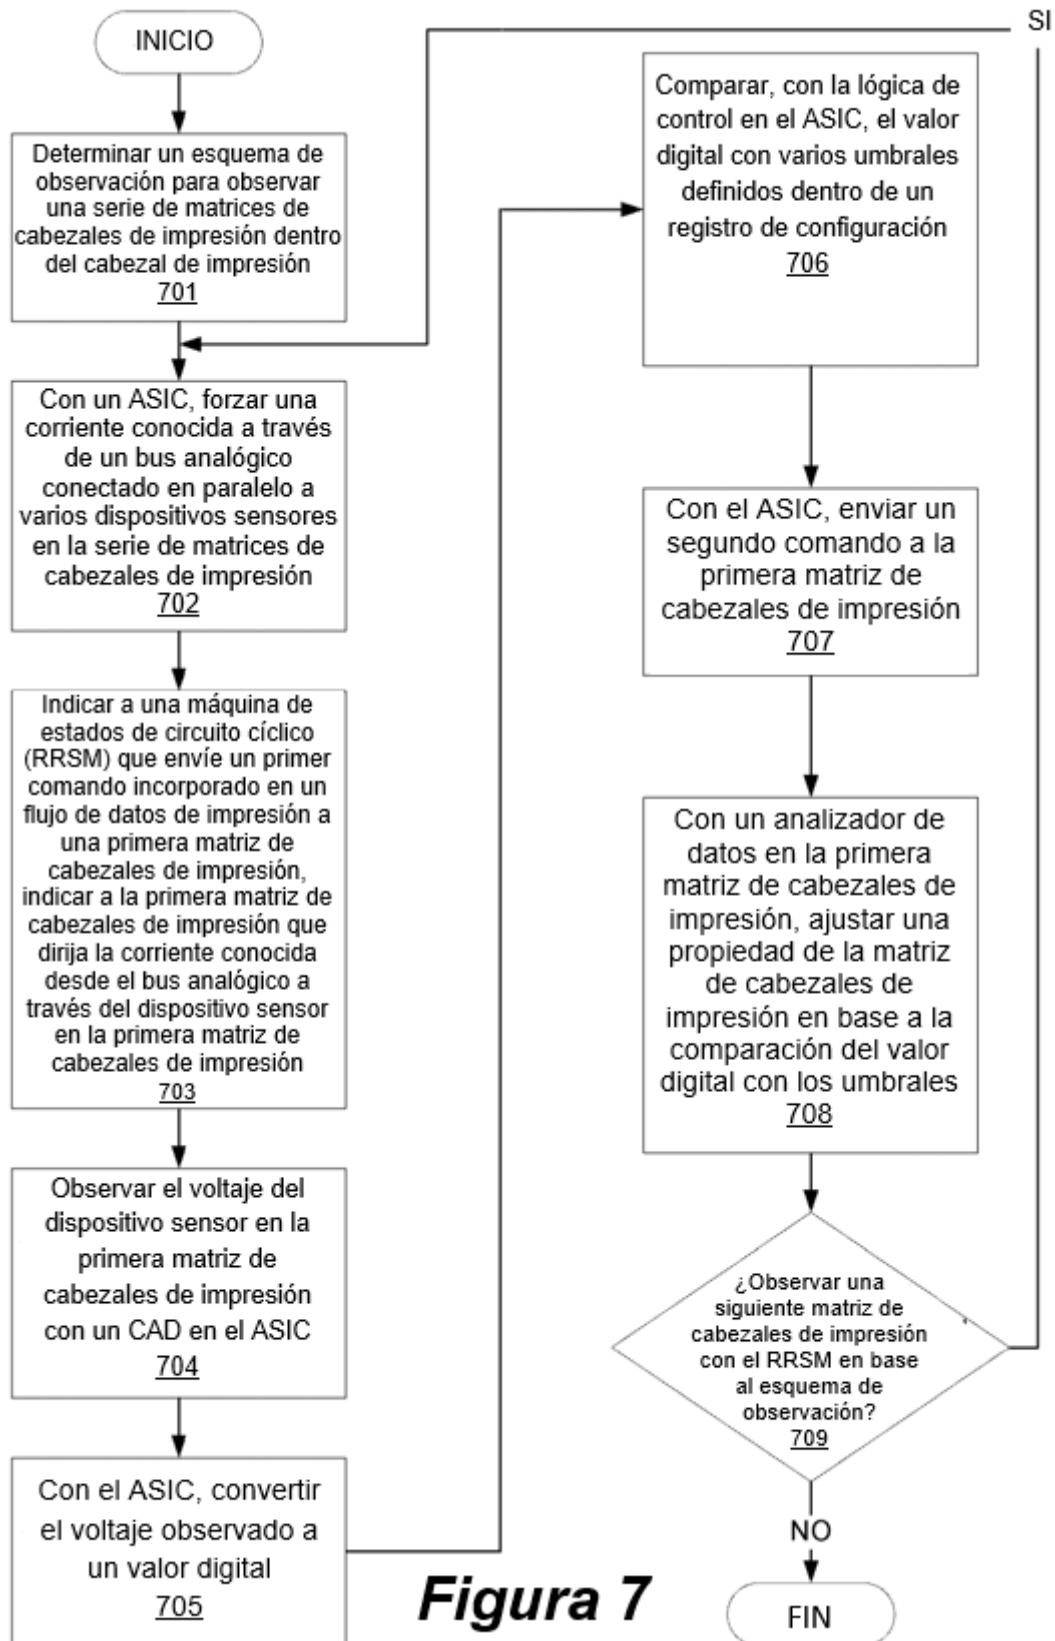 INICIO
Determinar un esquema de
observación para observar
una serie de matrices de
cabezales de impresión dentro
del cabezal de impresión
701
Con un ASIC, forzar una
corriente conocida a través
de un bus analógico
conectado en paralelo a
varios dispositivos sensores
en la serie de matrices de
cabezales de impresión
702
Indicar a una máquina de
estados de circuito cíclico
(RRSM) que envíe un primer
comando incorporado en un
flujo de datos de impresión a
una primera matriz de
cabezales de impresión,
indicar a la primera matriz de
cabezales de impresión que
dirija la corriente conocida
desde el bus analógico a
través del dispositivo sensor
en la primera matriz de
cabezales de impresión
703
Observar el voltaje del
dispositivo sensor en la
primera matriz de
cabezales de impresión
con un CAD en el ASIC
704
Con el ASIC, convertir
el voltaje observado a
un valor digital
705
Comparar, con la lógica de
control en el ASIC, el valor
digital con varios umbrales
definidos dentro de un
registro de configuración
706
Con el ASIC, enviar un
segundo comando a la
primera matriz de
cabezales de impresión
707
Con un analizador de
datos en la primera
matriz de cabezales de
impresión, ajustar una
propiedad de la matriz
de cabezales de
impresión en base a la
comparación del valor
digital con los umbrales
708
¿Observar una
siguiente matriz de
cabezales de impresión
con el RRSM en base
al esquema de
observación?
709
SI
NO
FIN
Figura 7